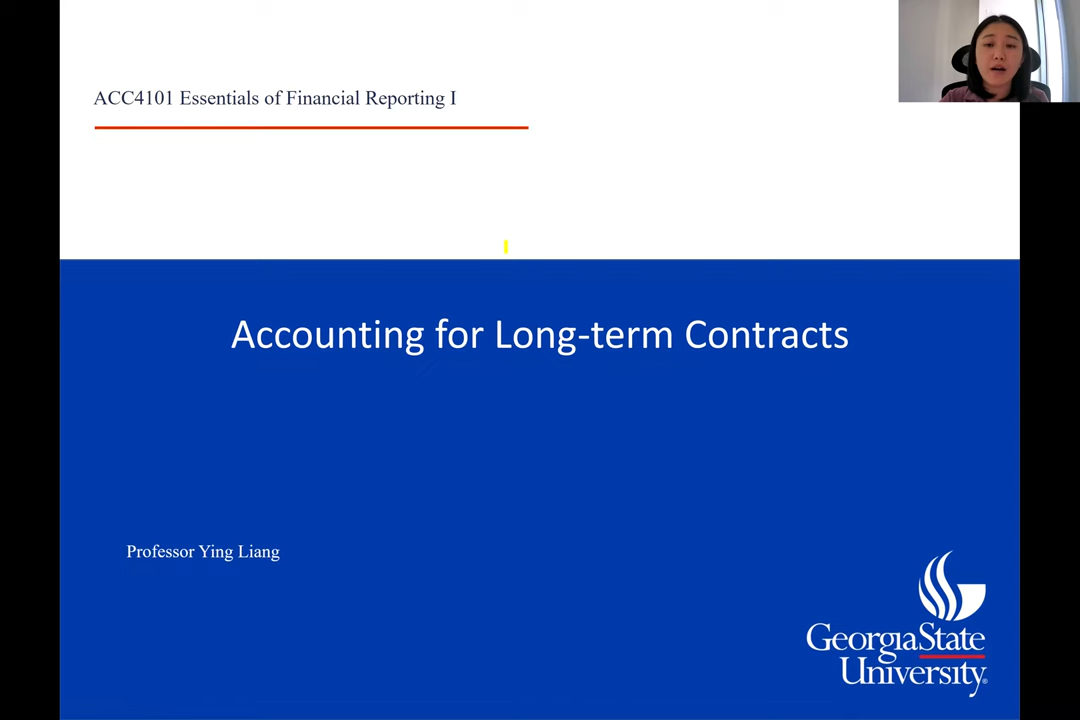 ACC4101 Essentials of Financial Reporting I
Accounting for Long-term Contracts
Professor Ying Liang
GeorgiaState
University®